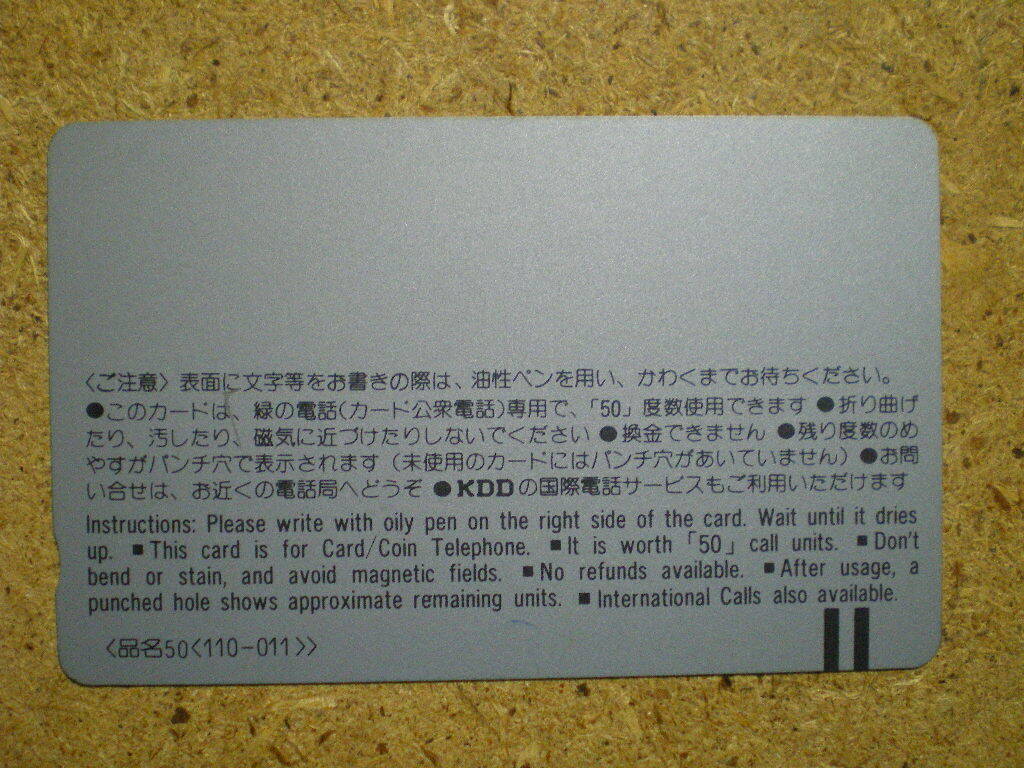 〈ご注意〉表面に文字等をお書きの際は、油性ペンを用い、かわくまでお待ちください。
●このカードは、緑の電話(カード公衆電話)専用で、「50」度数使用できます ●折り曲げ
たり、汚したり、磁気に近づけたりしないでください ●換金できません ●残り度数のめ
やすがパンチ穴で表示されます（未使用のカードにはパンチ穴があいていません）●お問
い合せは、お近くの電話局へどうぞ ●KDDの国際電話サービスもご利用いただけます
Instructions: Please write with oily pen on the right side of the card. Wait until it dries
up. ■This card is for Card/Coin Telephone. ■It is worth「50」call units. ■Don't
bend or stain, and avoid magnetic fields. ■No refunds available. ■After usage, a
punched hole shows approximate remaining units. ■International Calls also available.
〈品名50〈110-011〉〉